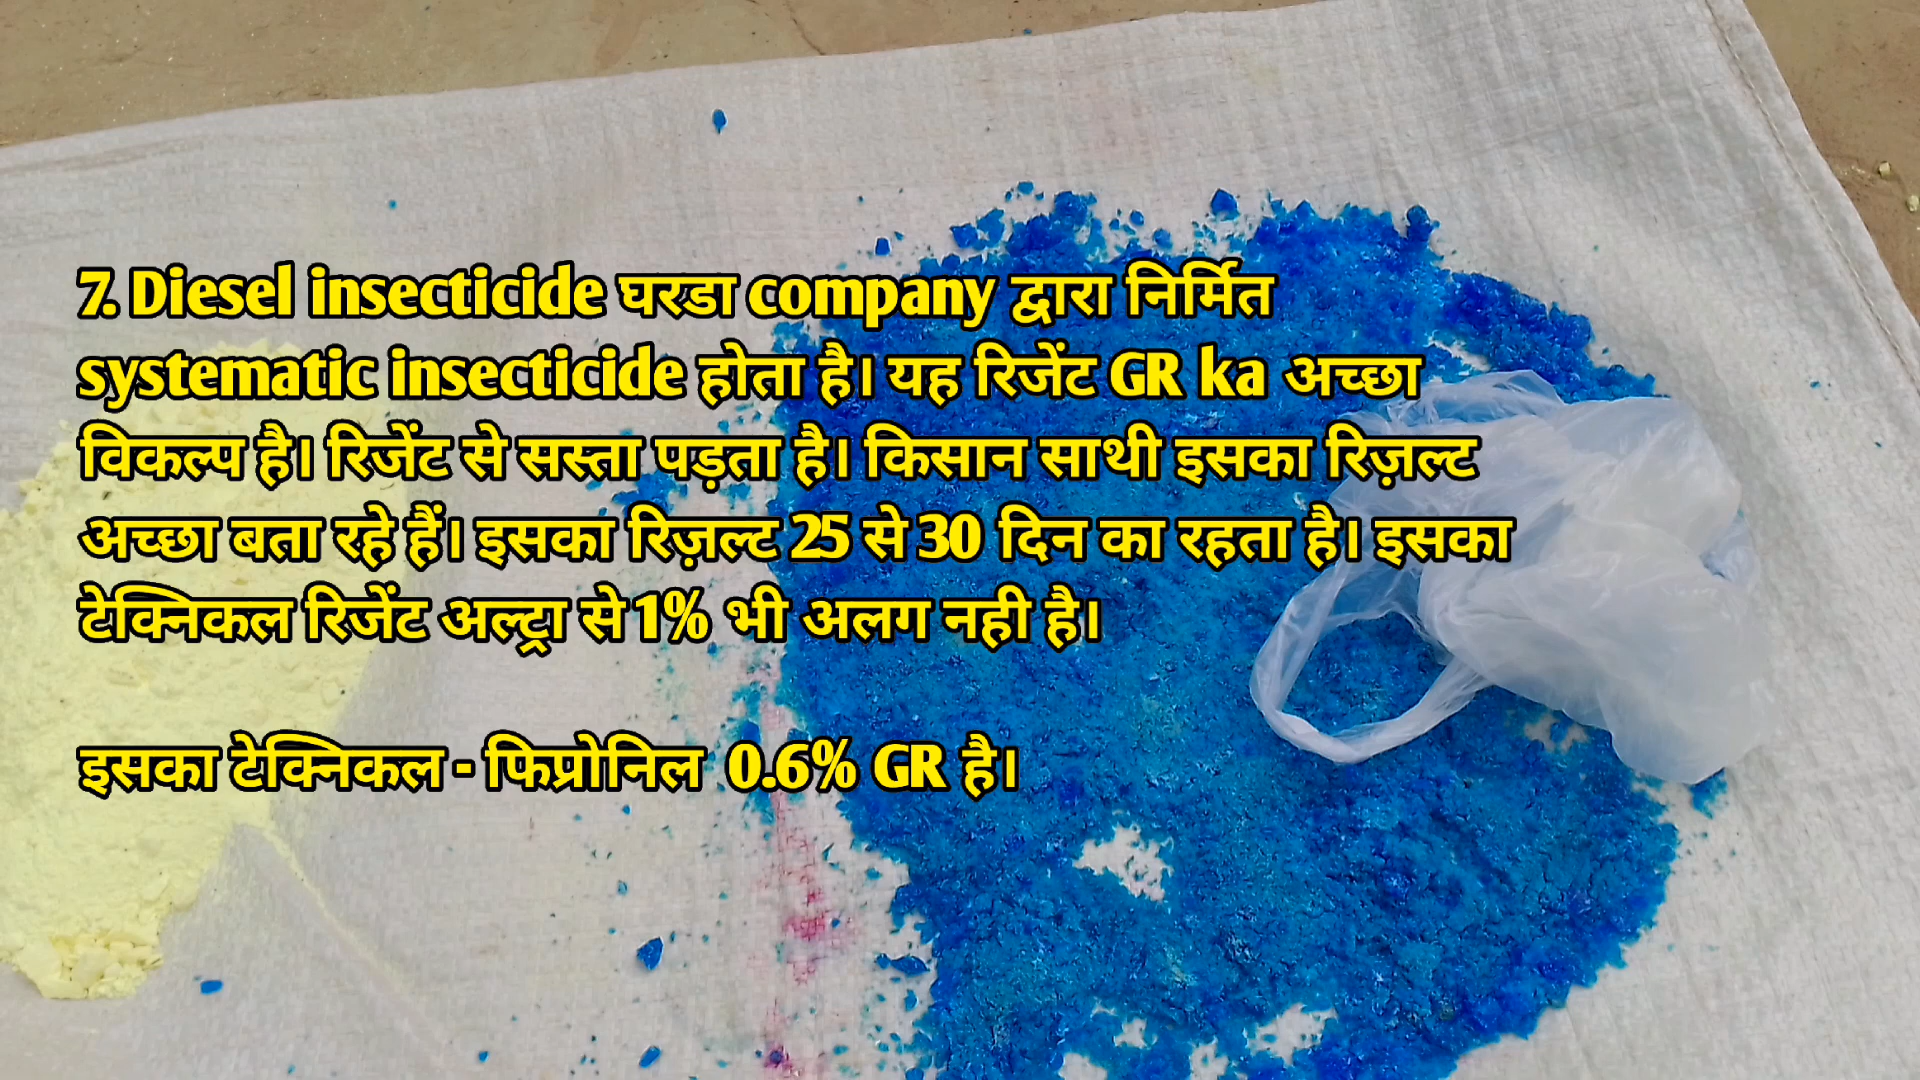 7. Diesel insecticide घरडा company द्वारा निर्मित
systematic insecticide होता है। यह रिजेंट GR ka अच्छा
विकल्प है। रिजेंट से सस्ता पड़ता है। किसान साथी इसका रिज़ल्ट
अच्छा बता रहे हैं। इसका रिज़ल्ट 25 से 30 दिन का रहता है। इसका
टेक्निकल रिजेंट अल्ट्रा से 1% भी अलग नही है।
इसका टेक्निकल - फिप्रोनिल 0.6% GR है।